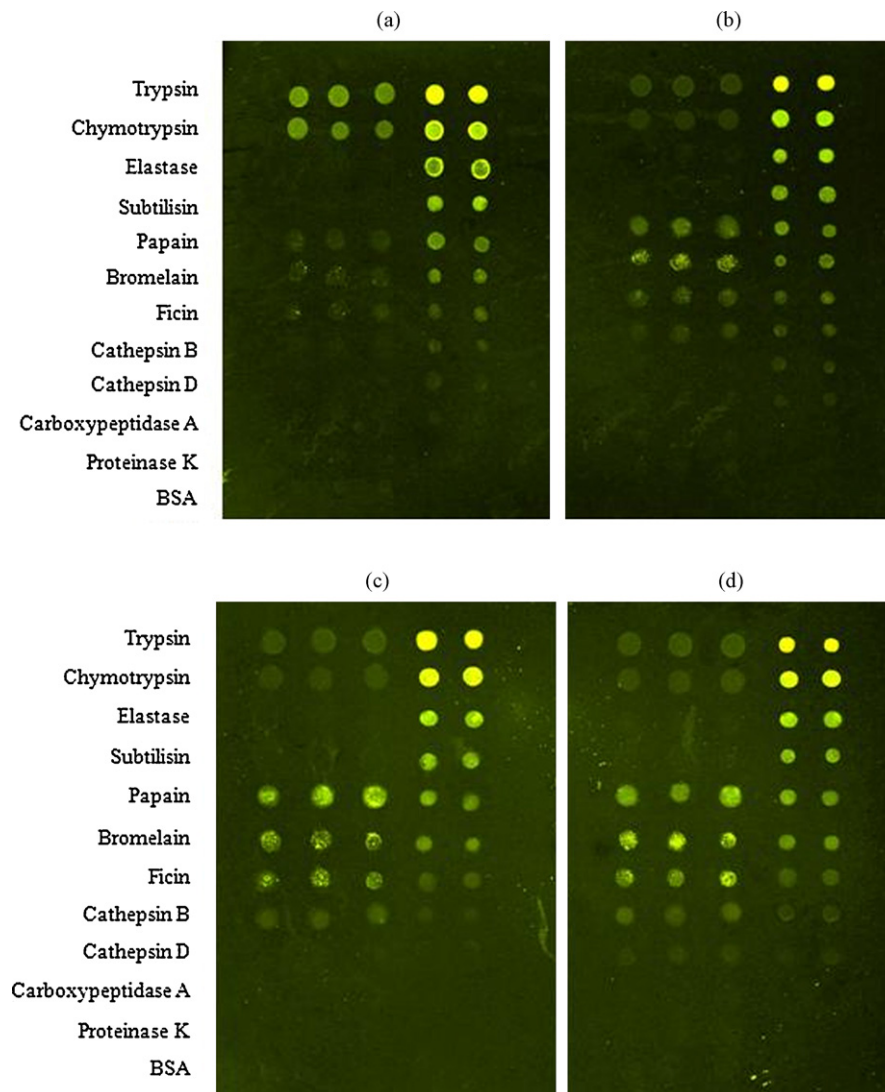 (a)
(b)
Trypsin
Chymotrypsin
Elastase
Subtilisin
Papain
Bromelain
Ficin
Cathepsin B
Cathepsin D
Carboxypeptidase A
Proteinase K
BSA
(c)
(d)
Trypsin
Chymotrypsin
Elastase
Subtilisin
Papain
Bromelain
Ficin
Cathepsin B
Cathepsin D
Carboxypeptidase A
Proteinase K
BSA